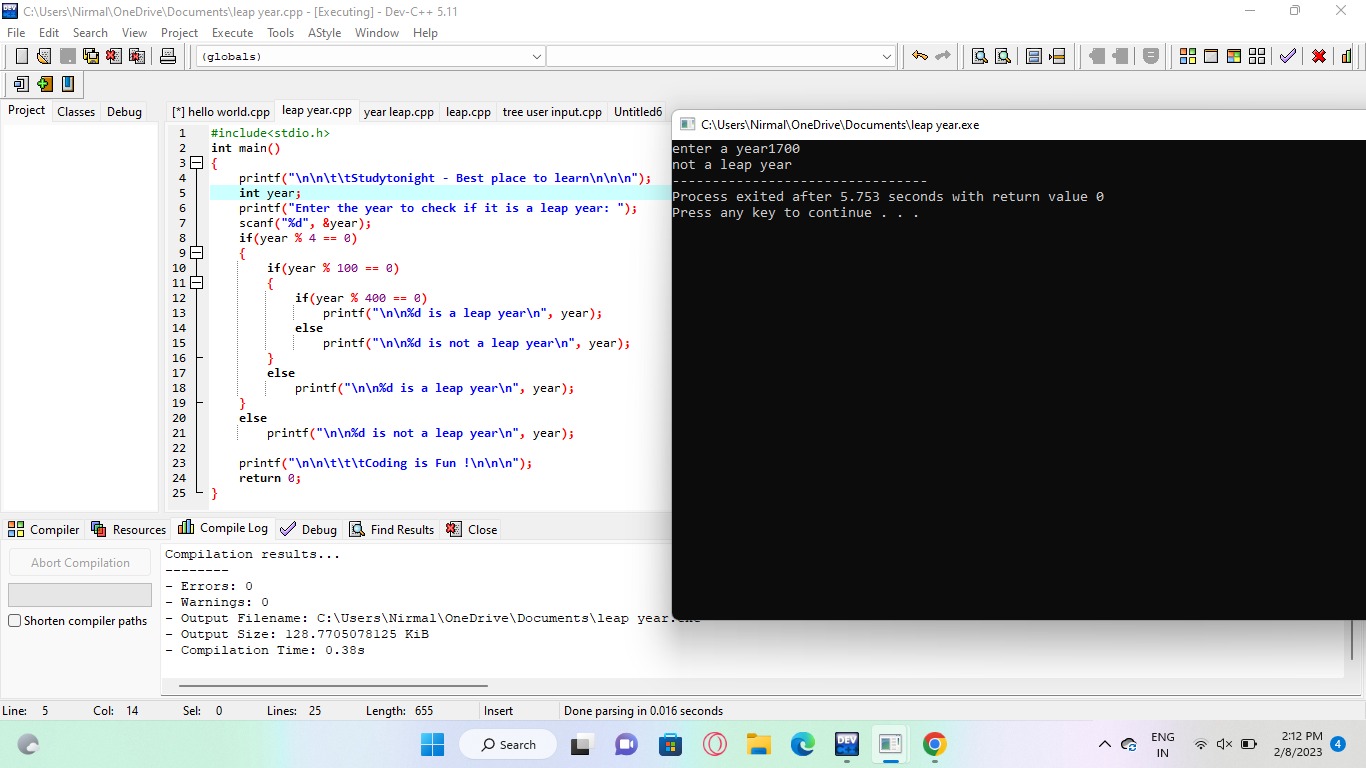 C:\Users\Nirmal\OneDrive\Documents\leap year.cpp - [Executing] - Dev-C++ 5.11
File Edit Search View Project Execute Tools AStyle Window Help
(globals)
Project Classes Debug
[*] hello world.cpp leap year.cpp year leap.cpp leap.cpp tree user input.cpp Untitled6
1 #include<stdio.h>
2 int main()
3 {
4 printf("\n\n\t\tStudytonight - Best place to learn\n\n\n");
5 int year;
6 printf("Enter the year to check if it is a leap year: ");
7 scanf("%d", &year);
8 if(year % 4 == 0)
9 {
10 if(year % 100 == 0)
11 {
12 if(year % 400 == 0)
13 printf("\n\n%d is a leap year\n", year);
14 else
15 printf("\n\n%d is not a leap year\n", year);
16 }
17 else
18 printf("\n\n%d is a leap year\n", year);
19 }
20 else
21 printf("\n\n%d is not a leap year\n", year);
22
23 printf("\n\n\t\t\tCoding is Fun !\n\n\n");
24 return 0;
25 }
C:\Users\Nirmal\OneDrive\Documents\leap year.exe
enter a year1700
not a leap year
--------------------------------
Process exited after 5.753 seconds with return value 0
Press any key to continue . . .
Compiler Resources Compile Log Debug Find Results Close
Abort Compilation
Shorten compiler paths
Compilation results...
--------
- Errors: 0
- Warnings: 0
- Output Filename: C:\Users\Nirmal\OneDrive\Documents\leap year.exe
- Output Size: 128.7705078125 KiB
- Compilation Time: 0.38s
Line: 5 Col: 14 Sel: 0 Lines: 25 Length: 655 Insert Done parsing in 0.016 seconds
Search
DEV
ENG
IN
2:12 PM
2/8/2023
4